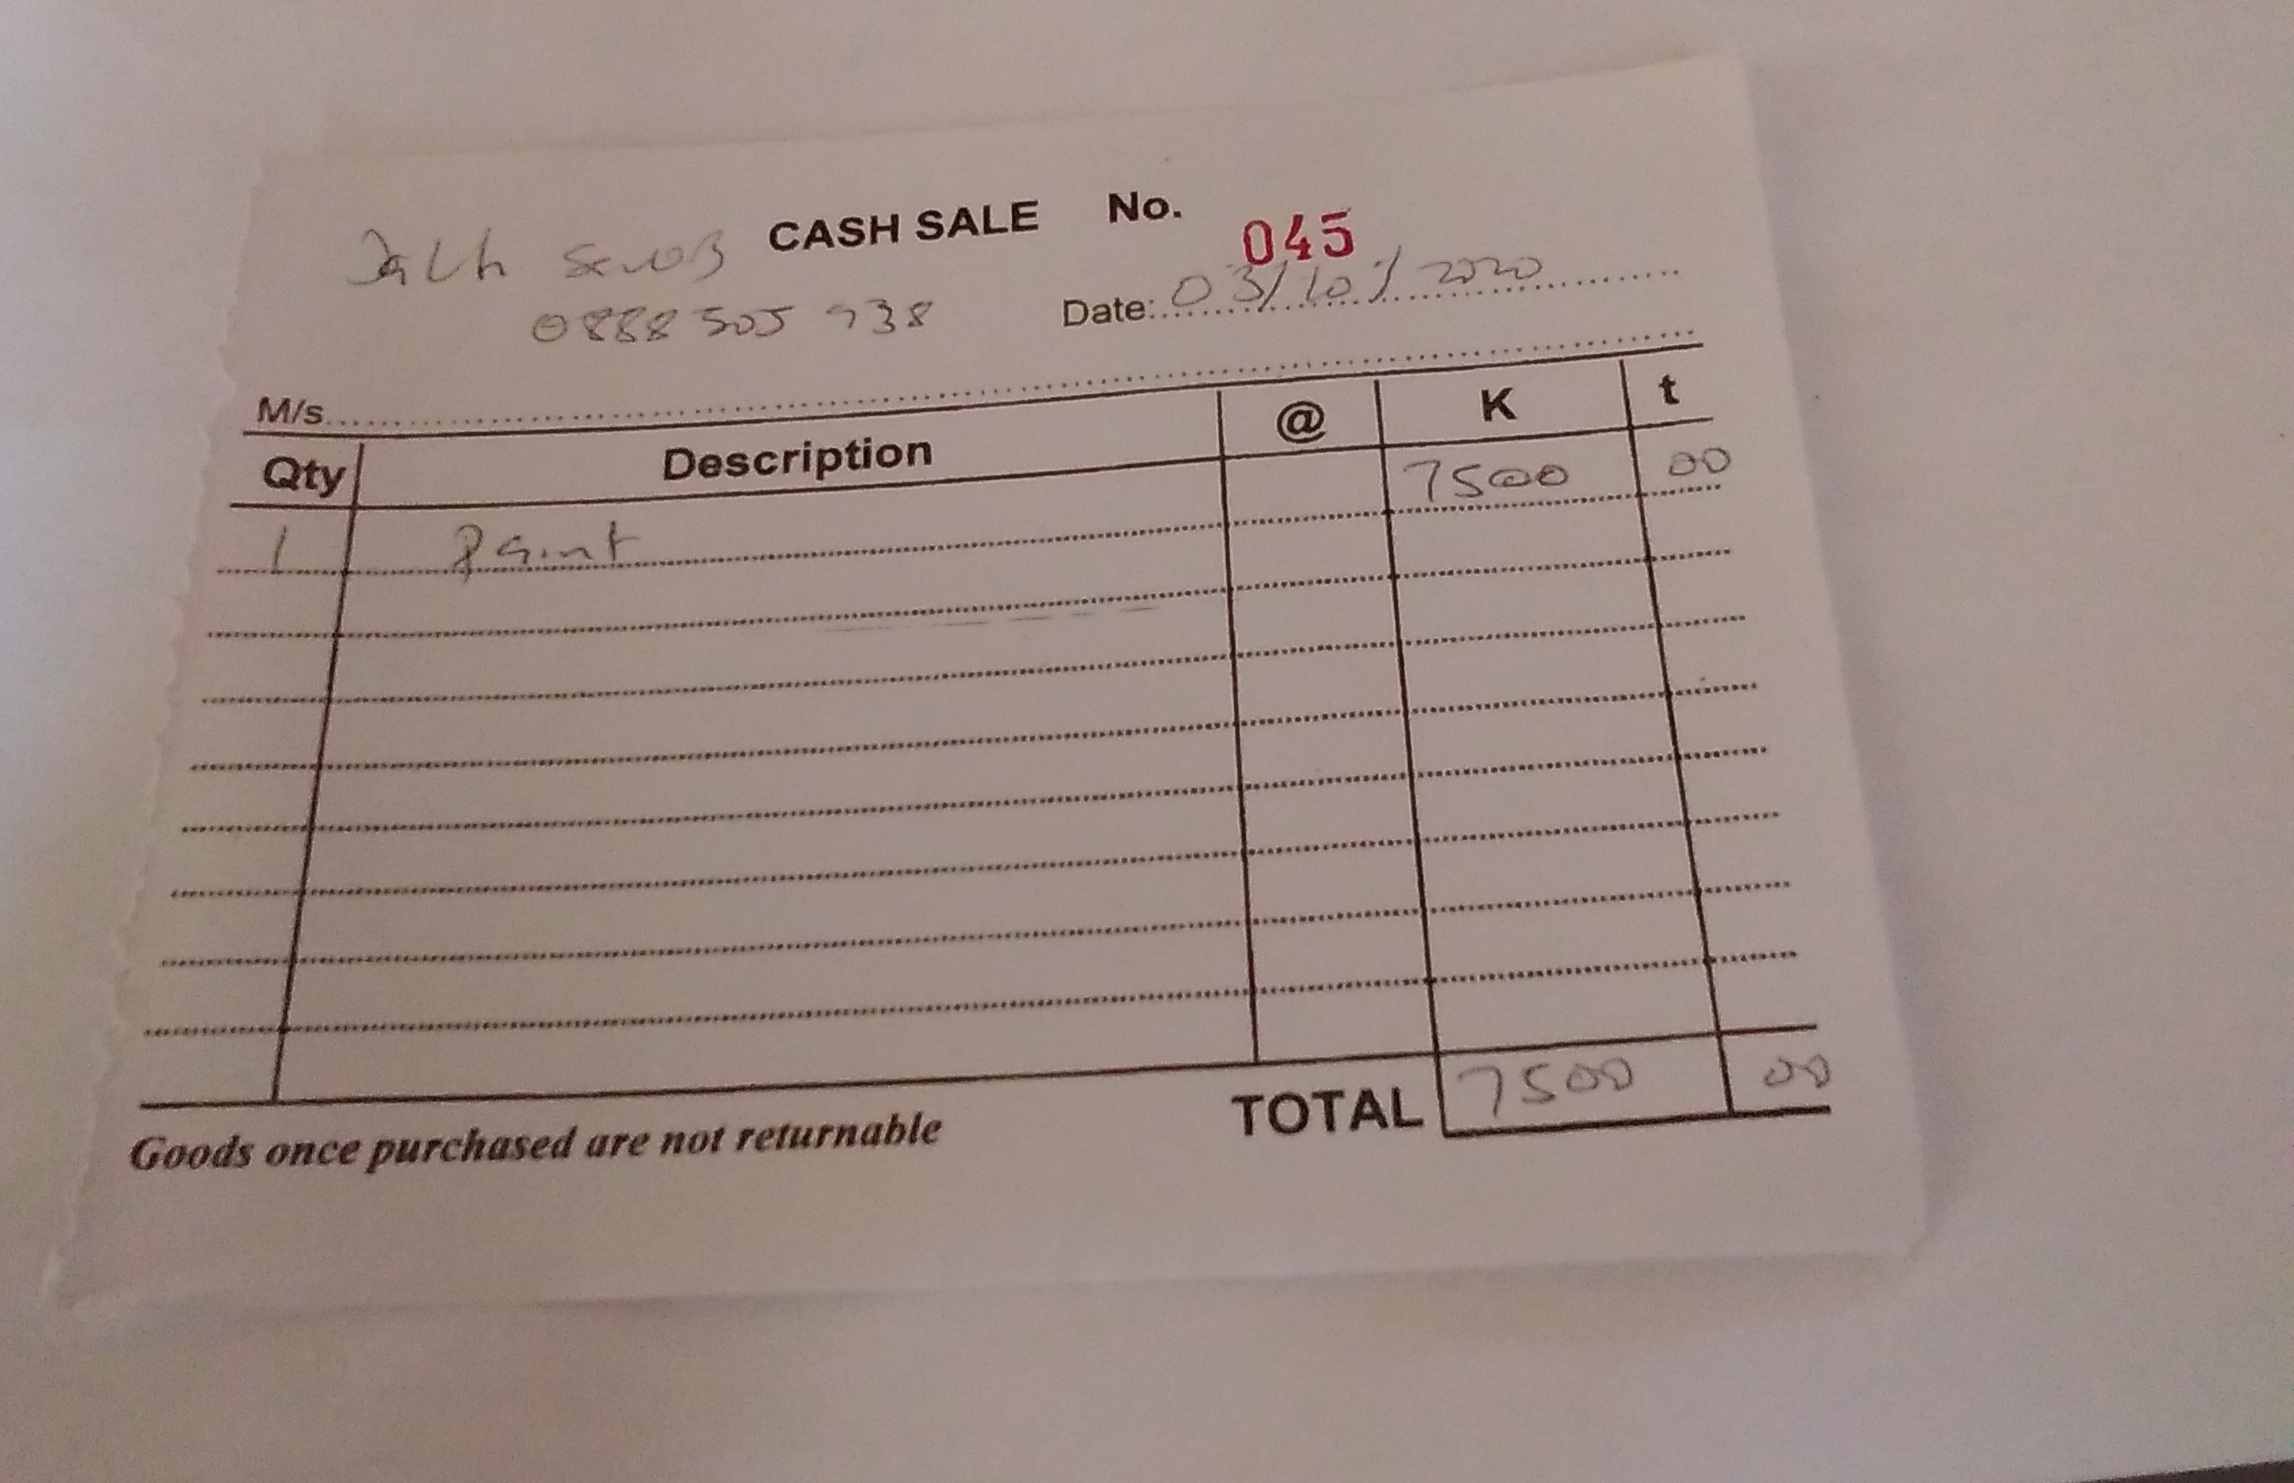 CASH SALE No. 045
0888 505 938
Date: 03/10/2020
M/s
Qty Description @ K t
1 Paint 7500 00
TOTAL 7500 00
Goods once purchased are not returnable